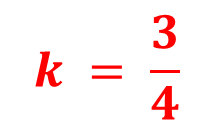 k = 3/4